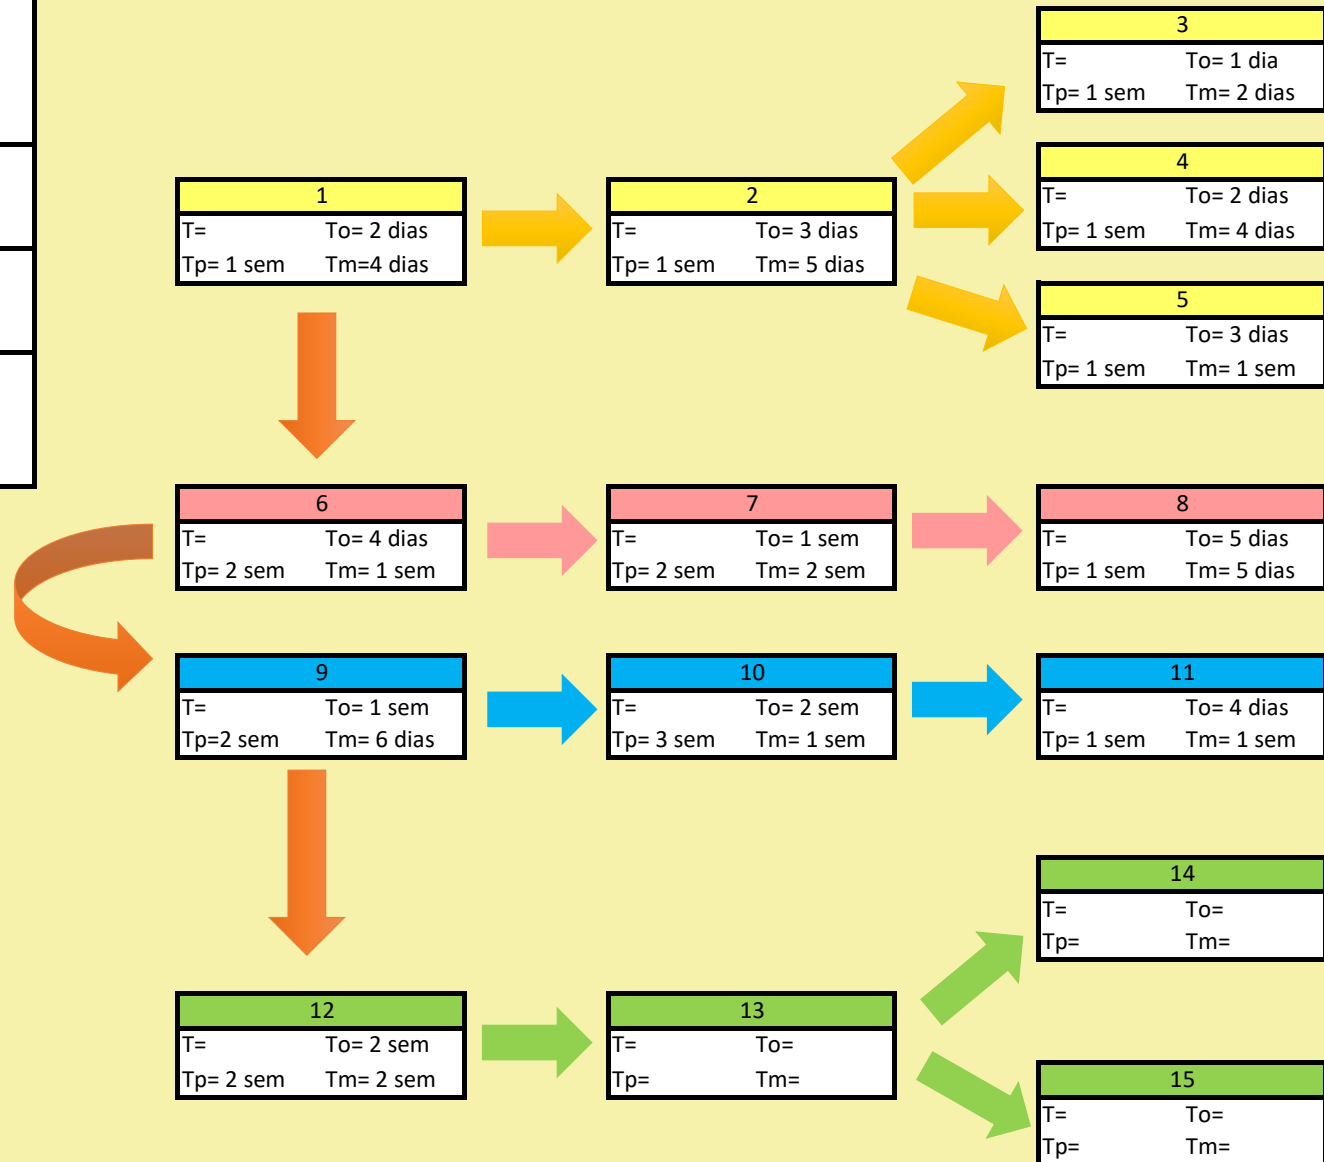 3
T= To= 1 dia
Tp= 1 sem Tm= 2 dias
4
T= To= 2 dias
Tp= 1 sem Tm= 4 dias
1
T= To= 2 dias
Tp= 1 sem Tm=4 dias
2
T= To= 3 dias
Tp= 1 sem Tm= 5 dias
5
T= To= 3 dias
Tp= 1 sem Tm= 1 sem
6
T= To= 4 dias
Tp= 2 sem Tm= 1 sem
7
T= To= 1 sem
Tp= 2 sem Tm= 2 sem
8
T= To= 5 dias
Tp= 1 sem Tm= 5 dias
9
T= To= 1 sem
Tp=2 sem Tm= 6 dias
10
T= To= 2 sem
Tp= 3 sem Tm= 1 sem
11
T= To= 4 dias
Tp= 1 sem Tm= 1 sem
14
T= To=
Tp= Tm=
12
T= To= 2 sem
Tp= 2 sem Tm= 2 sem
13
T= To=
Tp= Tm=
15
T= To=
Tp= Tm=